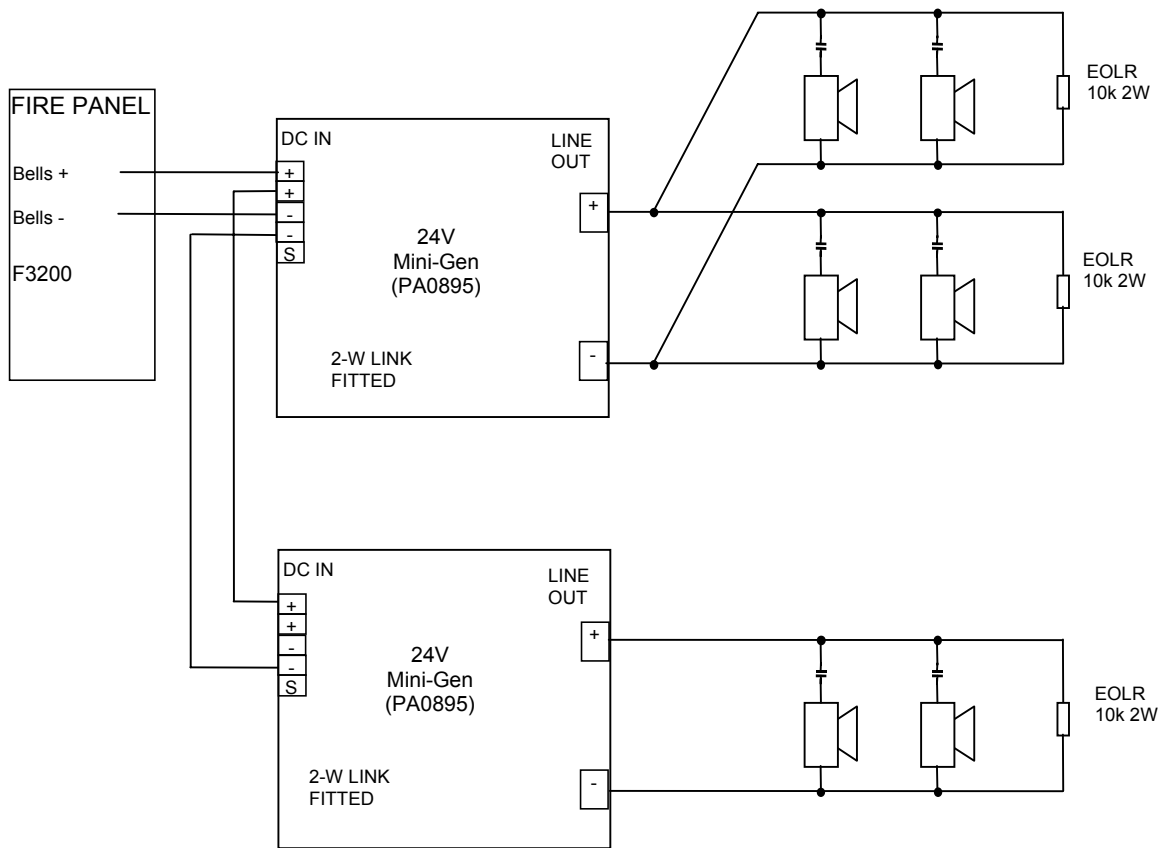 EOLR
10k 2W
FIRE PANEL
Bells +
Bells -
F3200
DC IN
+
+
-
-
S
LINE
OUT
+
-
24V
Mini-Gen
(PA0895)
2-W LINK
FITTED
EOLR
10k 2W
DC IN
+
+
-
-
S
LINE
OUT
+
-
24V
Mini-Gen
(PA0895)
2-W LINK
FITTED
EOLR
10k 2W